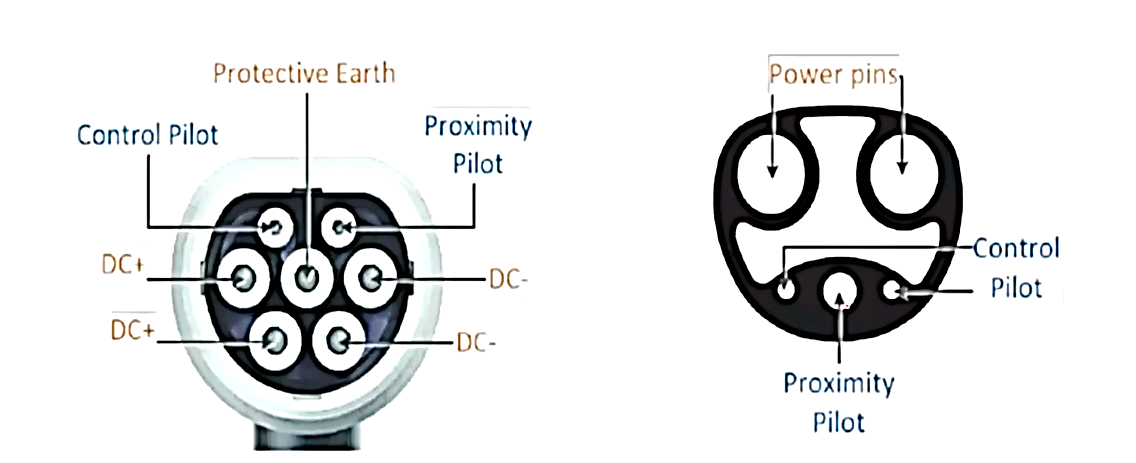 Protective Earth
Control Pilot
Proximity
Pilot
DC+
DC-
DC+
DC-
Power pins
Control
Pilot
Proximity
Pilot